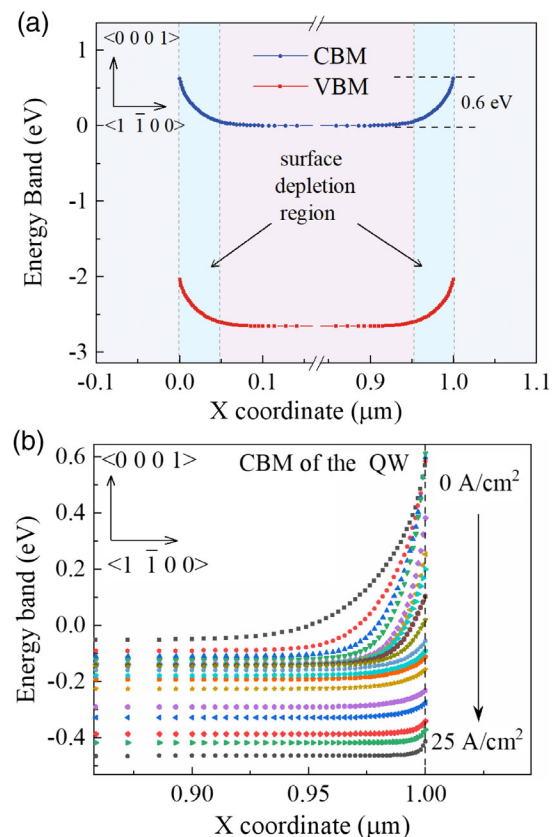 (a)
<0 0 0 1>
<1 1̅ 0 0>
CBM
VBM
0.6 eV
surface
depletion
region
Energy Band (eV)
1
0
-1
-2
-3
-0.1 0.0 0.1 0.9 1.0 1.1
X coordinate (μm)
(b)
<0 0 0 1>
<1 1̅ 0 0>
CBM of the QW
0 A/cm²
25 A/cm²
Energy band (eV)
0.6
0.4
0.2
0.0
-0.2
-0.4
0.90 0.95 1.00
X coordinate (μm)